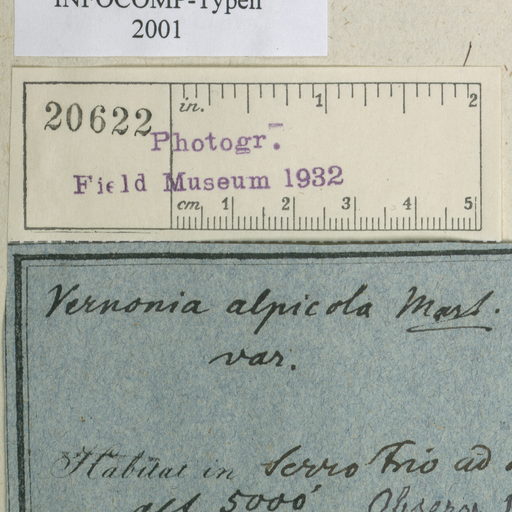 INFOCOMP-Typen
2001
20622
in. 1 2
Photogr.
Field Museum 1932
cm 1 2 3 4 5
Vernonia alpicola Mart.
var.
Habitat in Serro Frio ad
alt. 5000'